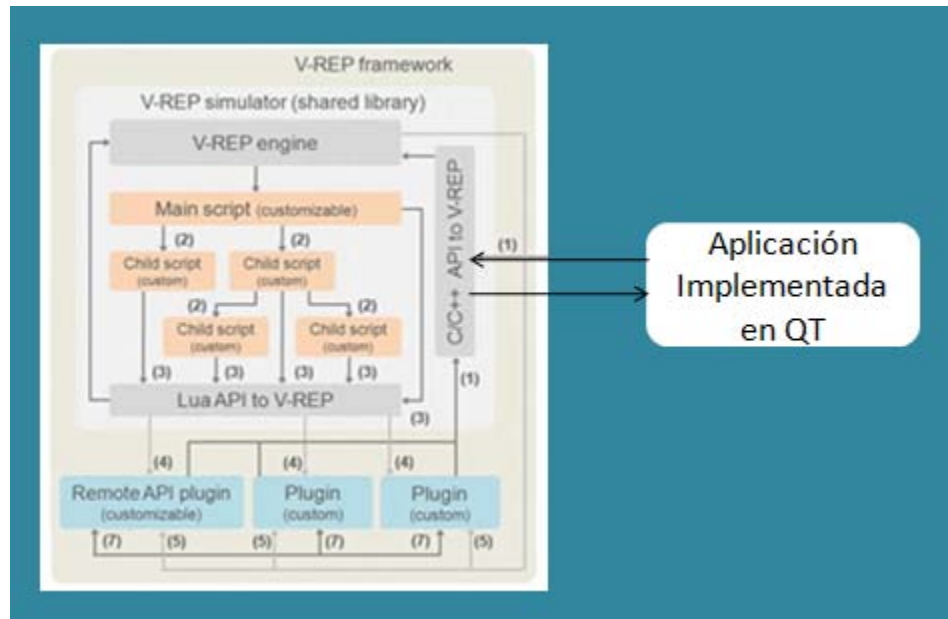 V-REP framework
V-REP simulator (shared library)
V-REP engine
C/C++ API to V-REP
Main script (customizable)
(2) (2) (1)
Child script Child script
(custom) (custom)
(2) (2)
Child script Child script
(custom) (custom)
(3) (3) (3) (3) (1)
Lua API to V-REP
(3)
(4) (4) (4)
Remote API plugin Plugin Plugin
(customizable) (custom) (custom)
(7) (5) (5) (7) (7) (5)
Aplicación
Implementada
en QT